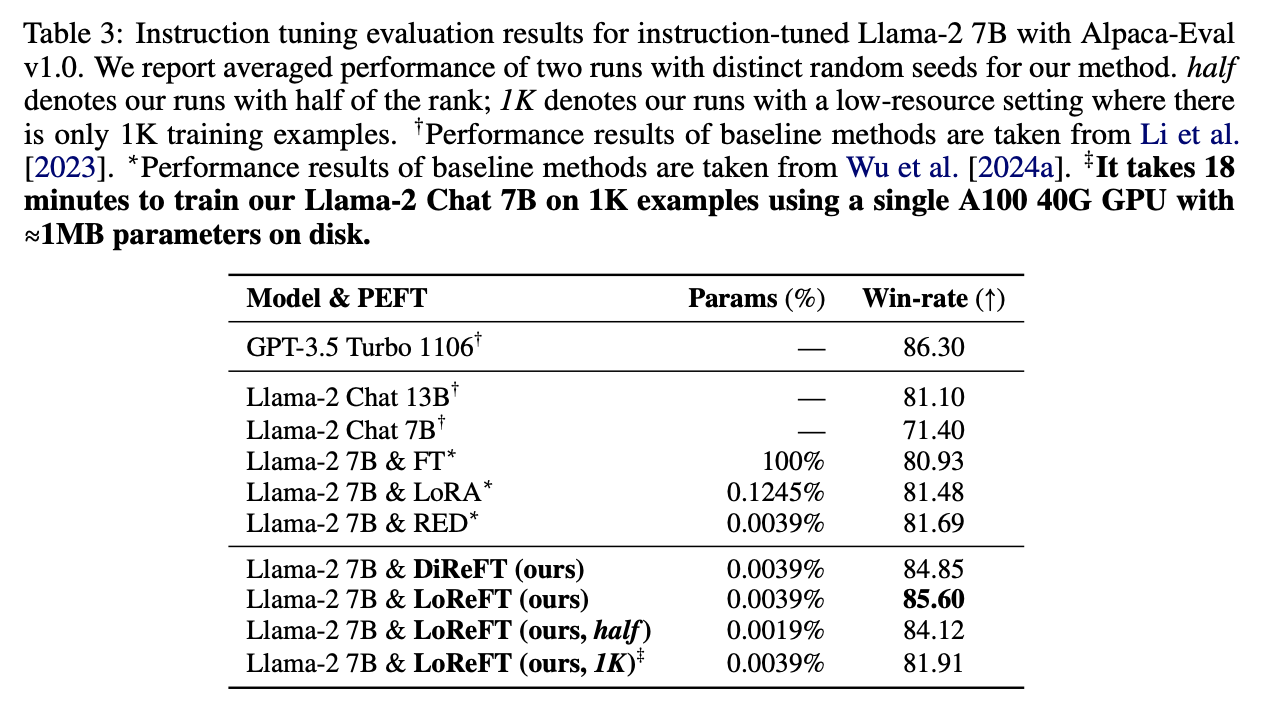 Table 3: Instruction tuning evaluation results for instruction-tuned Llama-2 7B with Alpaca-Eval
v1.0. We report averaged performance of two runs with distinct random seeds for our method. half
denotes our runs with half of the rank; 1K denotes our runs with a low-resource setting where there
is only 1K training examples. †Performance results of baseline methods are taken from Li et al.
[2023]. *Performance results of baseline methods are taken from Wu et al. [2024a]. ‡It takes 18
minutes to train our Llama-2 Chat 7B on 1K examples using a single A100 40G GPU with
≈1MB parameters on disk.
Model & PEFT Params (%) Win-rate (↑)
GPT-3.5 Turbo 1106† — 86.30
Llama-2 Chat 13B† — 81.10
Llama-2 Chat 7B† — 71.40
Llama-2 7B & FT* 100% 80.93
Llama-2 7B & LoRA* 0.1245% 81.48
Llama-2 7B & RED* 0.0039% 81.69
Llama-2 7B & DiReFT (ours) 0.0039% 84.85
Llama-2 7B & LoReFT (ours) 0.0039% 85.60
Llama-2 7B & LoReFT (ours, half) 0.0019% 84.12
Llama-2 7B & LoReFT (ours, 1K)‡ 0.0039% 81.91